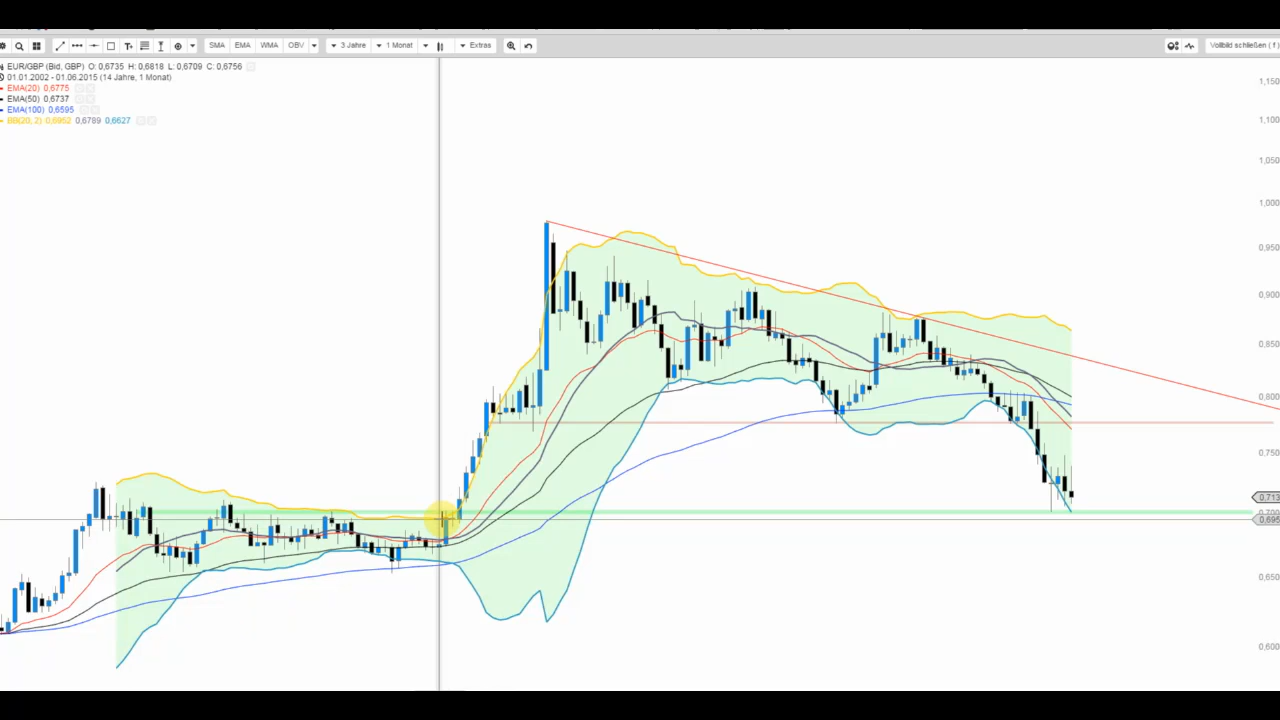 SMA EMA WMA OBV 3 Jahre 1 Monat Extras Vollbild schließen ( f )
EUR/GBP (Bid, GBP) O: 0,6735 H: 0,6818 L: 0,6709 C: 0,6756
01.01.2002 - 01.06.2015 (14 Jahre, 1 Monat)
EMA(20) 0,6775
EMA(50) 0,6737
EMA(100) 0,6595
BB(20, 2) 0,6952 0,6789 0,6627
1,150
1,100
1,050
1,000
0,950
0,900
0,850
0,800
0,750
0,713
0,700
0,695
0,650
0,600